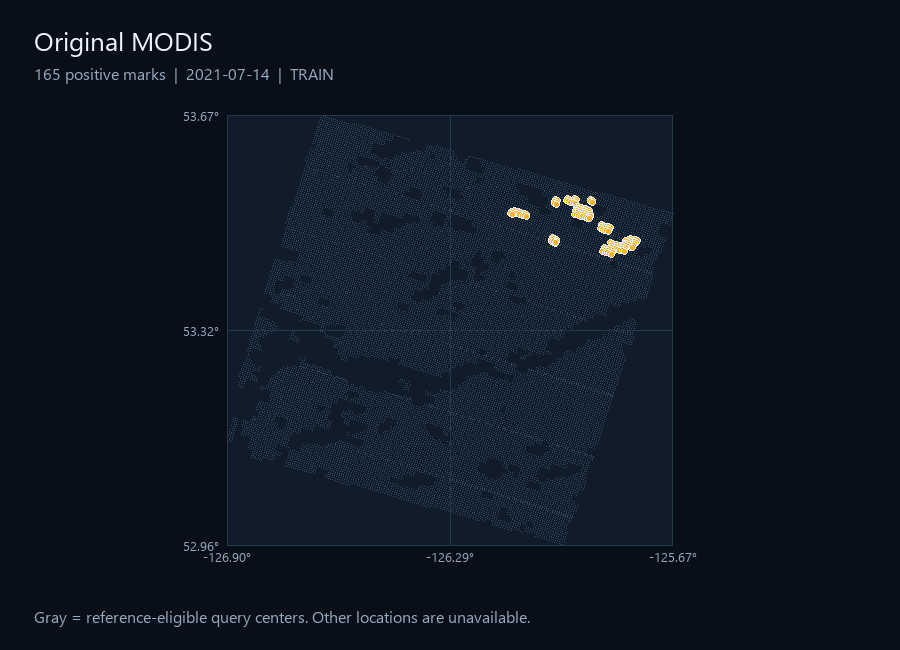 Original MODIS
165 positive marks | 2021-07-14 | TRAIN
53.67°
53.32°
52.96°
-126.90°
-126.29°
-125.67°
Gray = reference-eligible query centers. Other locations are unavailable.